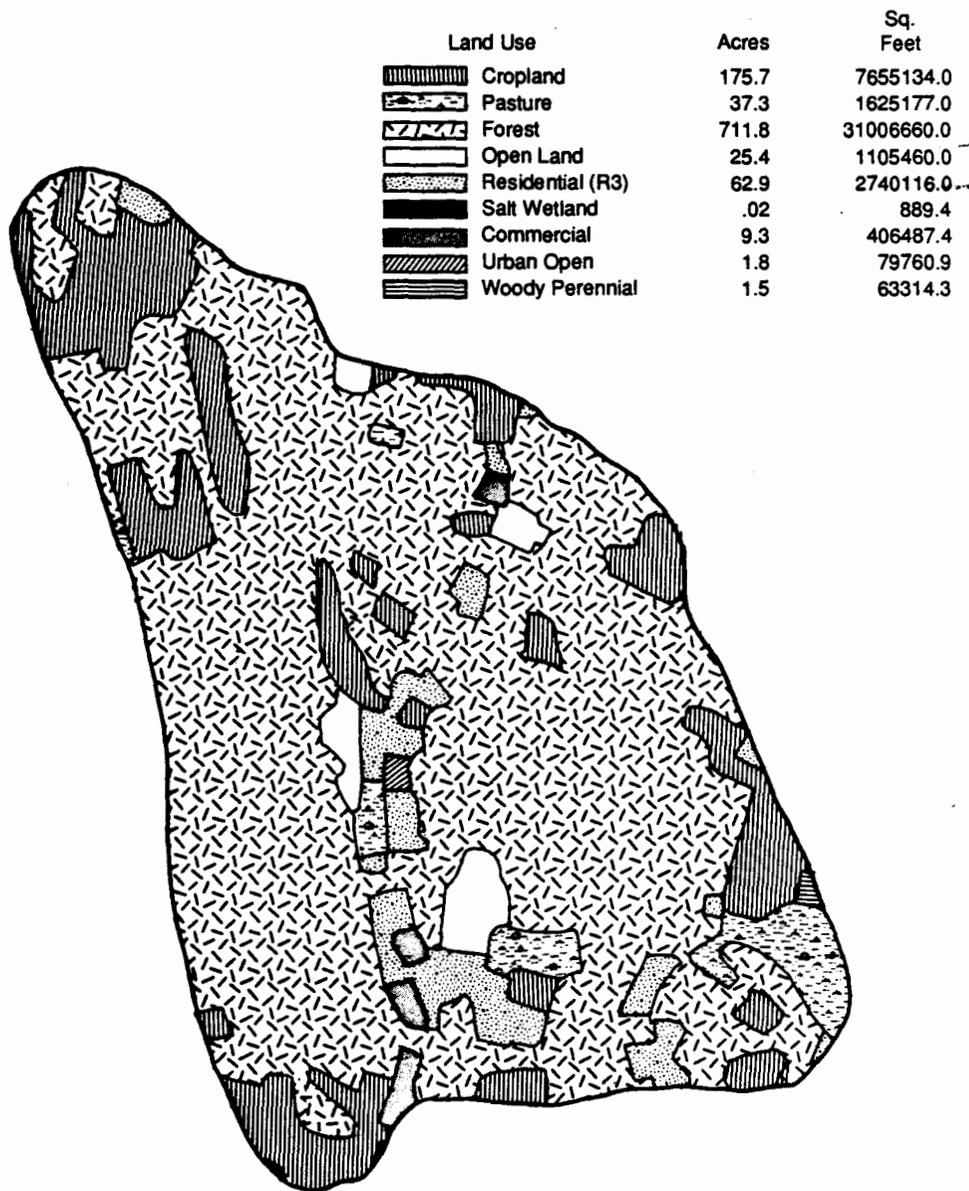 Land Use Acres Sq. Feet
Cropland 175.7 7655134.0
Pasture 37.3 1625177.0
Forest 711.8 31006660.0
Open Land 25.4 1105460.0
Residential (R3) 62.9 2740116.0
Salt Wetland .02 889.4
Commercial 9.3 406487.4
Urban Open 1.8 79760.9
Woody Perennial 1.5 63314.3